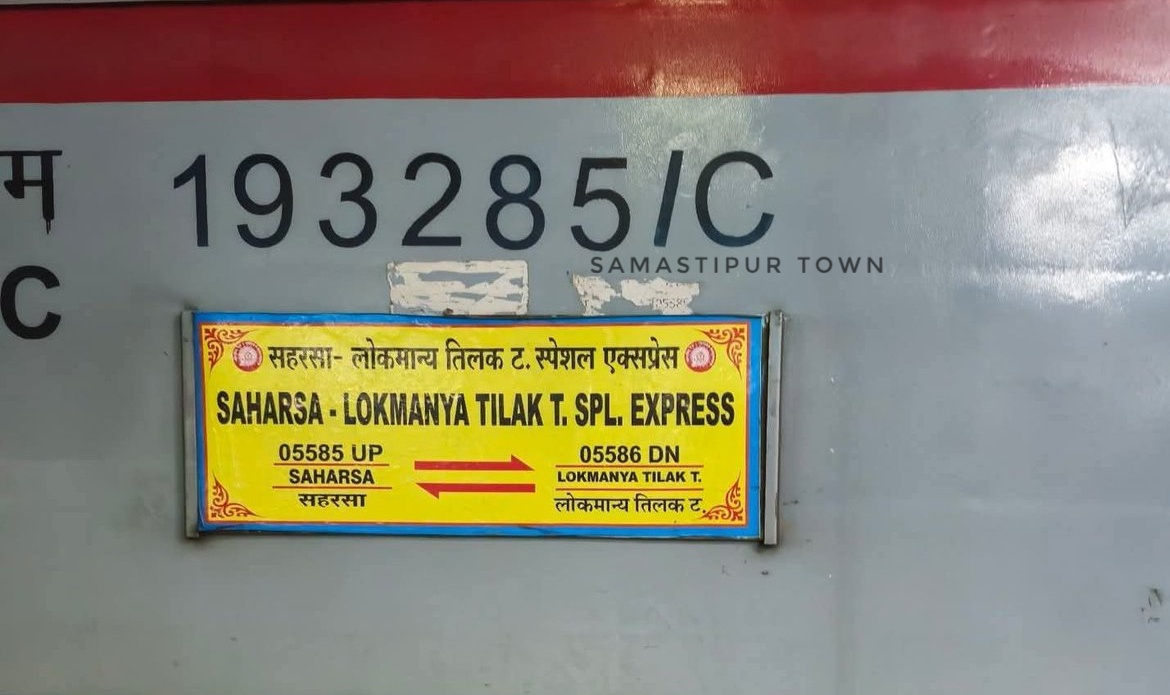 म 193285/C
C
SAMASTIPUR TOWN
सहरसा- लोकमान्य तिलक ट. स्पेशल एक्सप्रेस
SAHARSA - LOKMANYA TILAK T. SPL. EXPRESS
05585 UP 05586 DN
SAHARSA LOKMANYA TILAK T.
सहरसा लोकमान्य तिलक ट.